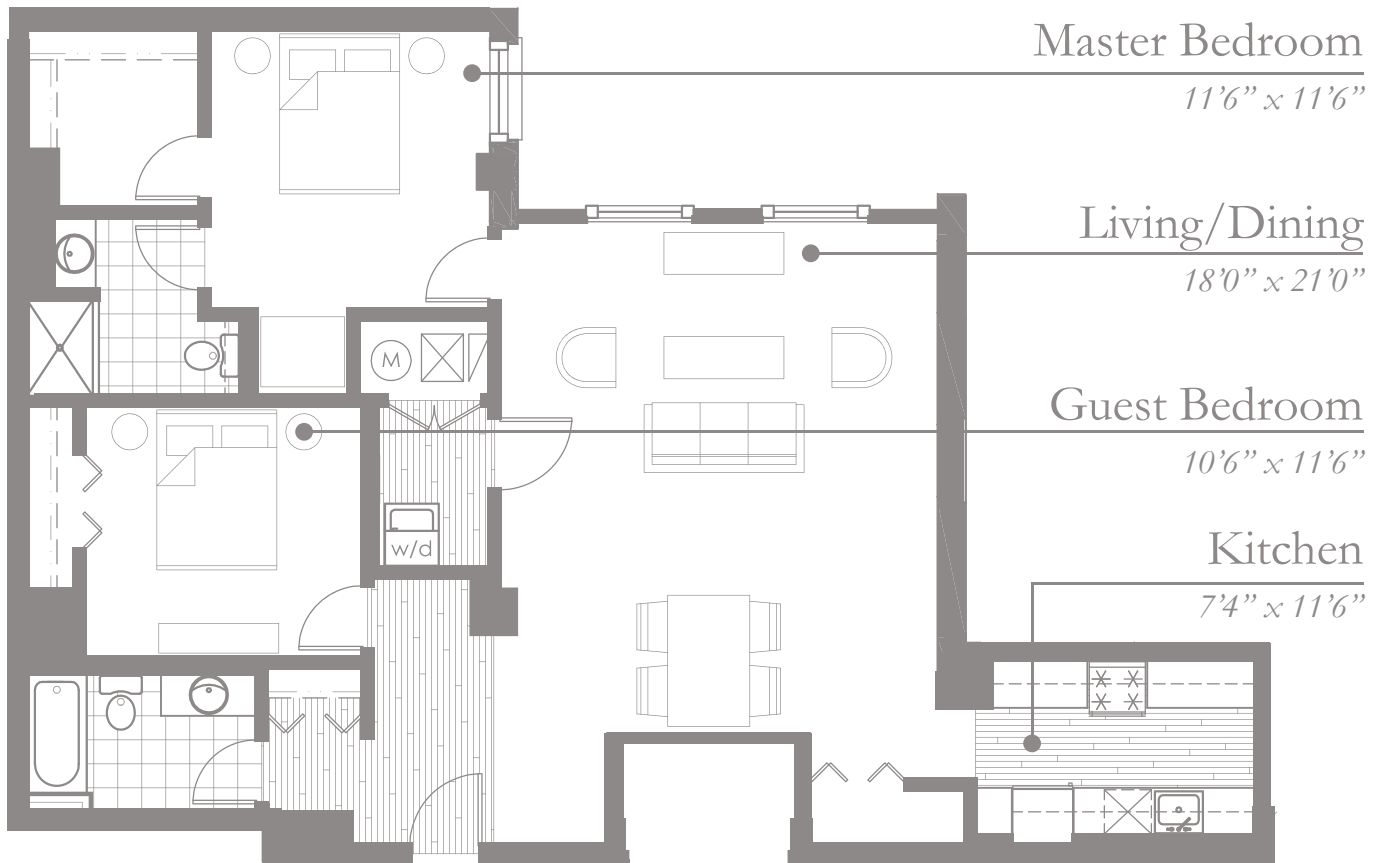 Master Bedroom
11’6” x 11’6”
Living/Dining
18’0” x 21’0”
M
Guest Bedroom
10’6” x 11’6”
w/d
Kitchen
7’4” x 11’6”